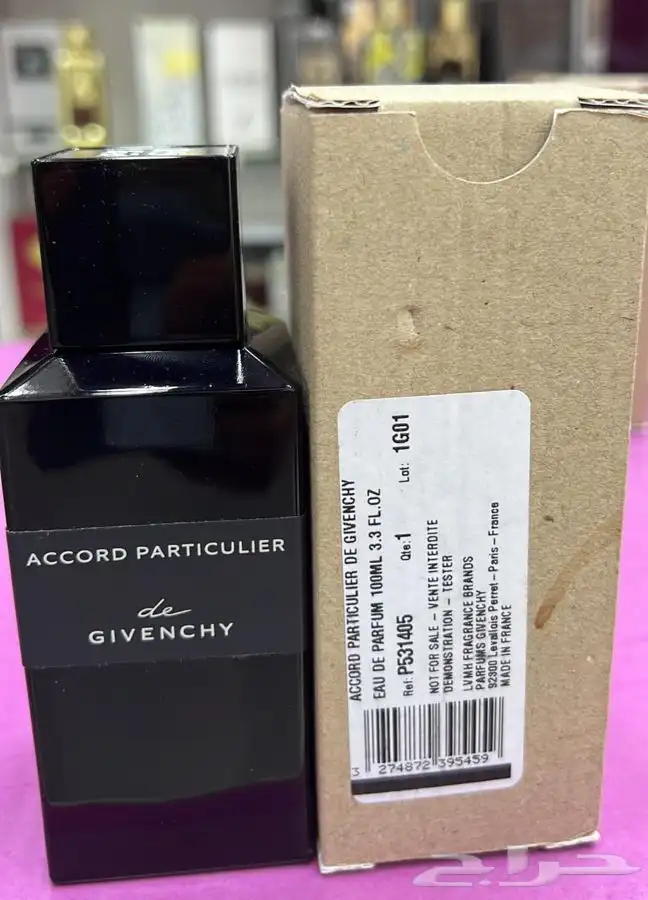 ACCORD PARTICULIER
de
GIVENCHY
ACCORD PARTICULIER DE GIVENCHY
EAU DE PARFUM 100ML 3.3 FL.OZ
Ref: P531405 Qte: 1 Lot: 1G01
NOT FOR SALE – VENTE INTERDITE
DEMONSTRATION – TESTER
LVMH FRAGRANCE BRANDS
PARFUMS GIVENCHY
92300 Levallois Perret – Paris – France
MADE IN FRANCE
3 274872 395459
حراج